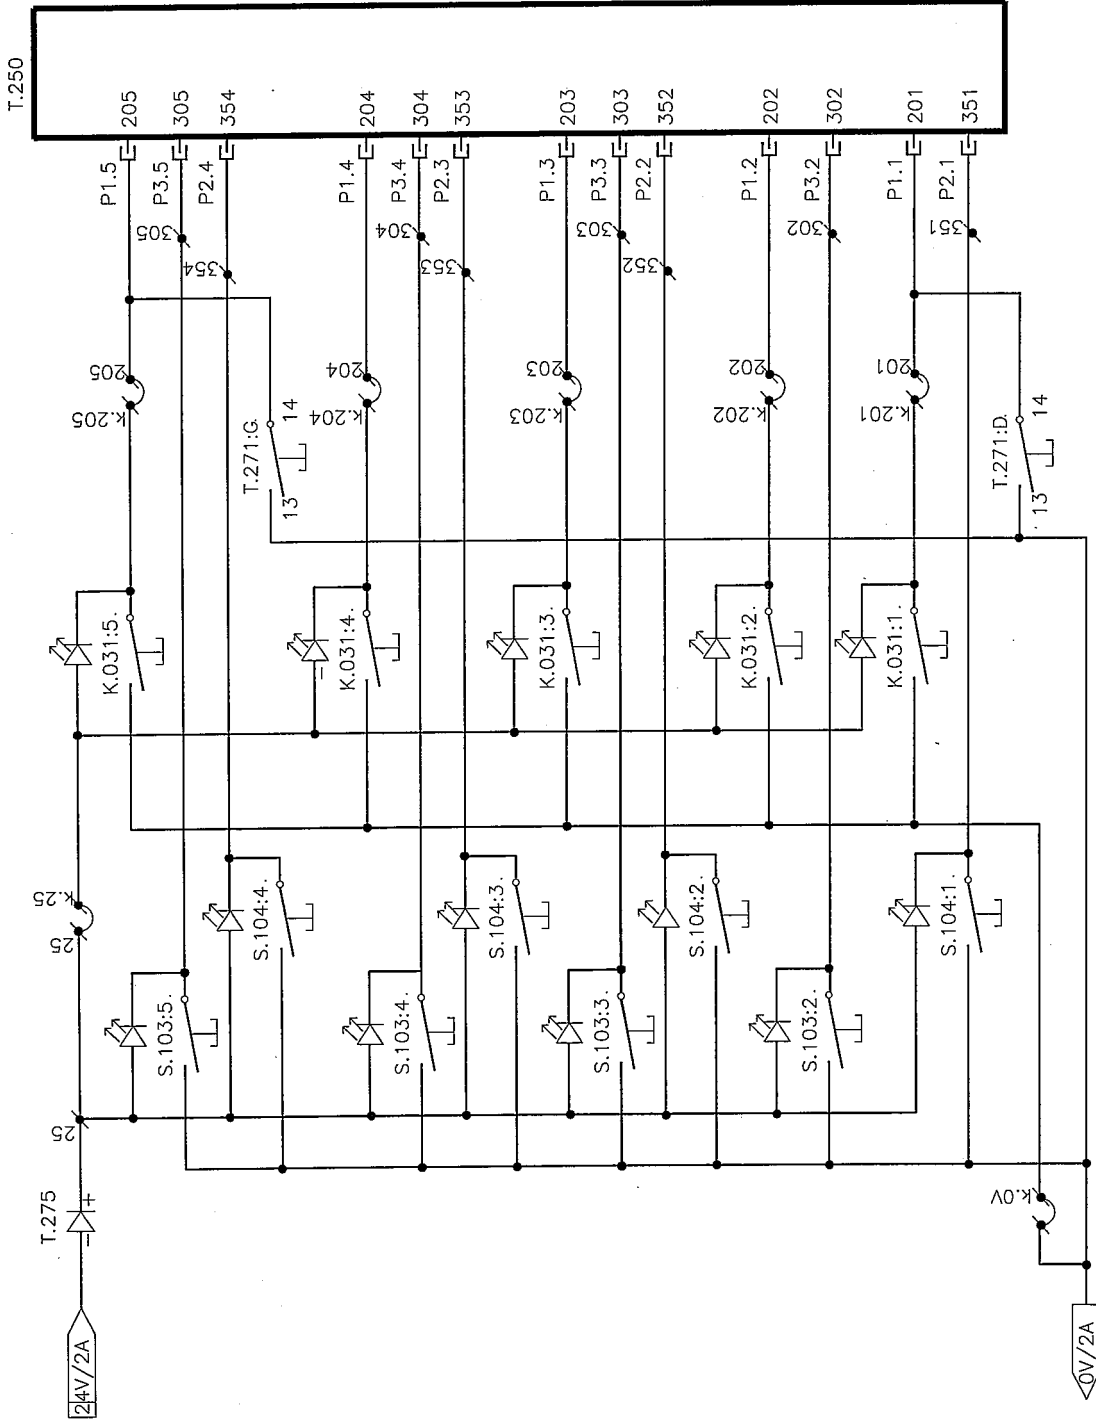 T.250
205
305
354
204
304
353
203
303
352
202
302
201
351
P1.5
P3.5
P2.4
P1.4
P3.4
P2.3
P1.3
P3.3
P2.2
P1.2
P3.2
P1.1
P2.1
305
354
304
353
303
352
302
351
205
k.205
204
k.204
203
k.203
202
k.202
201
k.201
T.271:G.
14
13
T.271:D.
14
13
K.031:5.
K.031:4.
–
K.031:3.
K.031:2.
K.031:1.
k.25
25
S.104:4.
S.104:3.
S.104:2.
S.104:1.
S.103:5.
S.103:4.
S.103:3.
S.103:2.
25
T.275
– +
k.0V
24V/2A
0V/2A